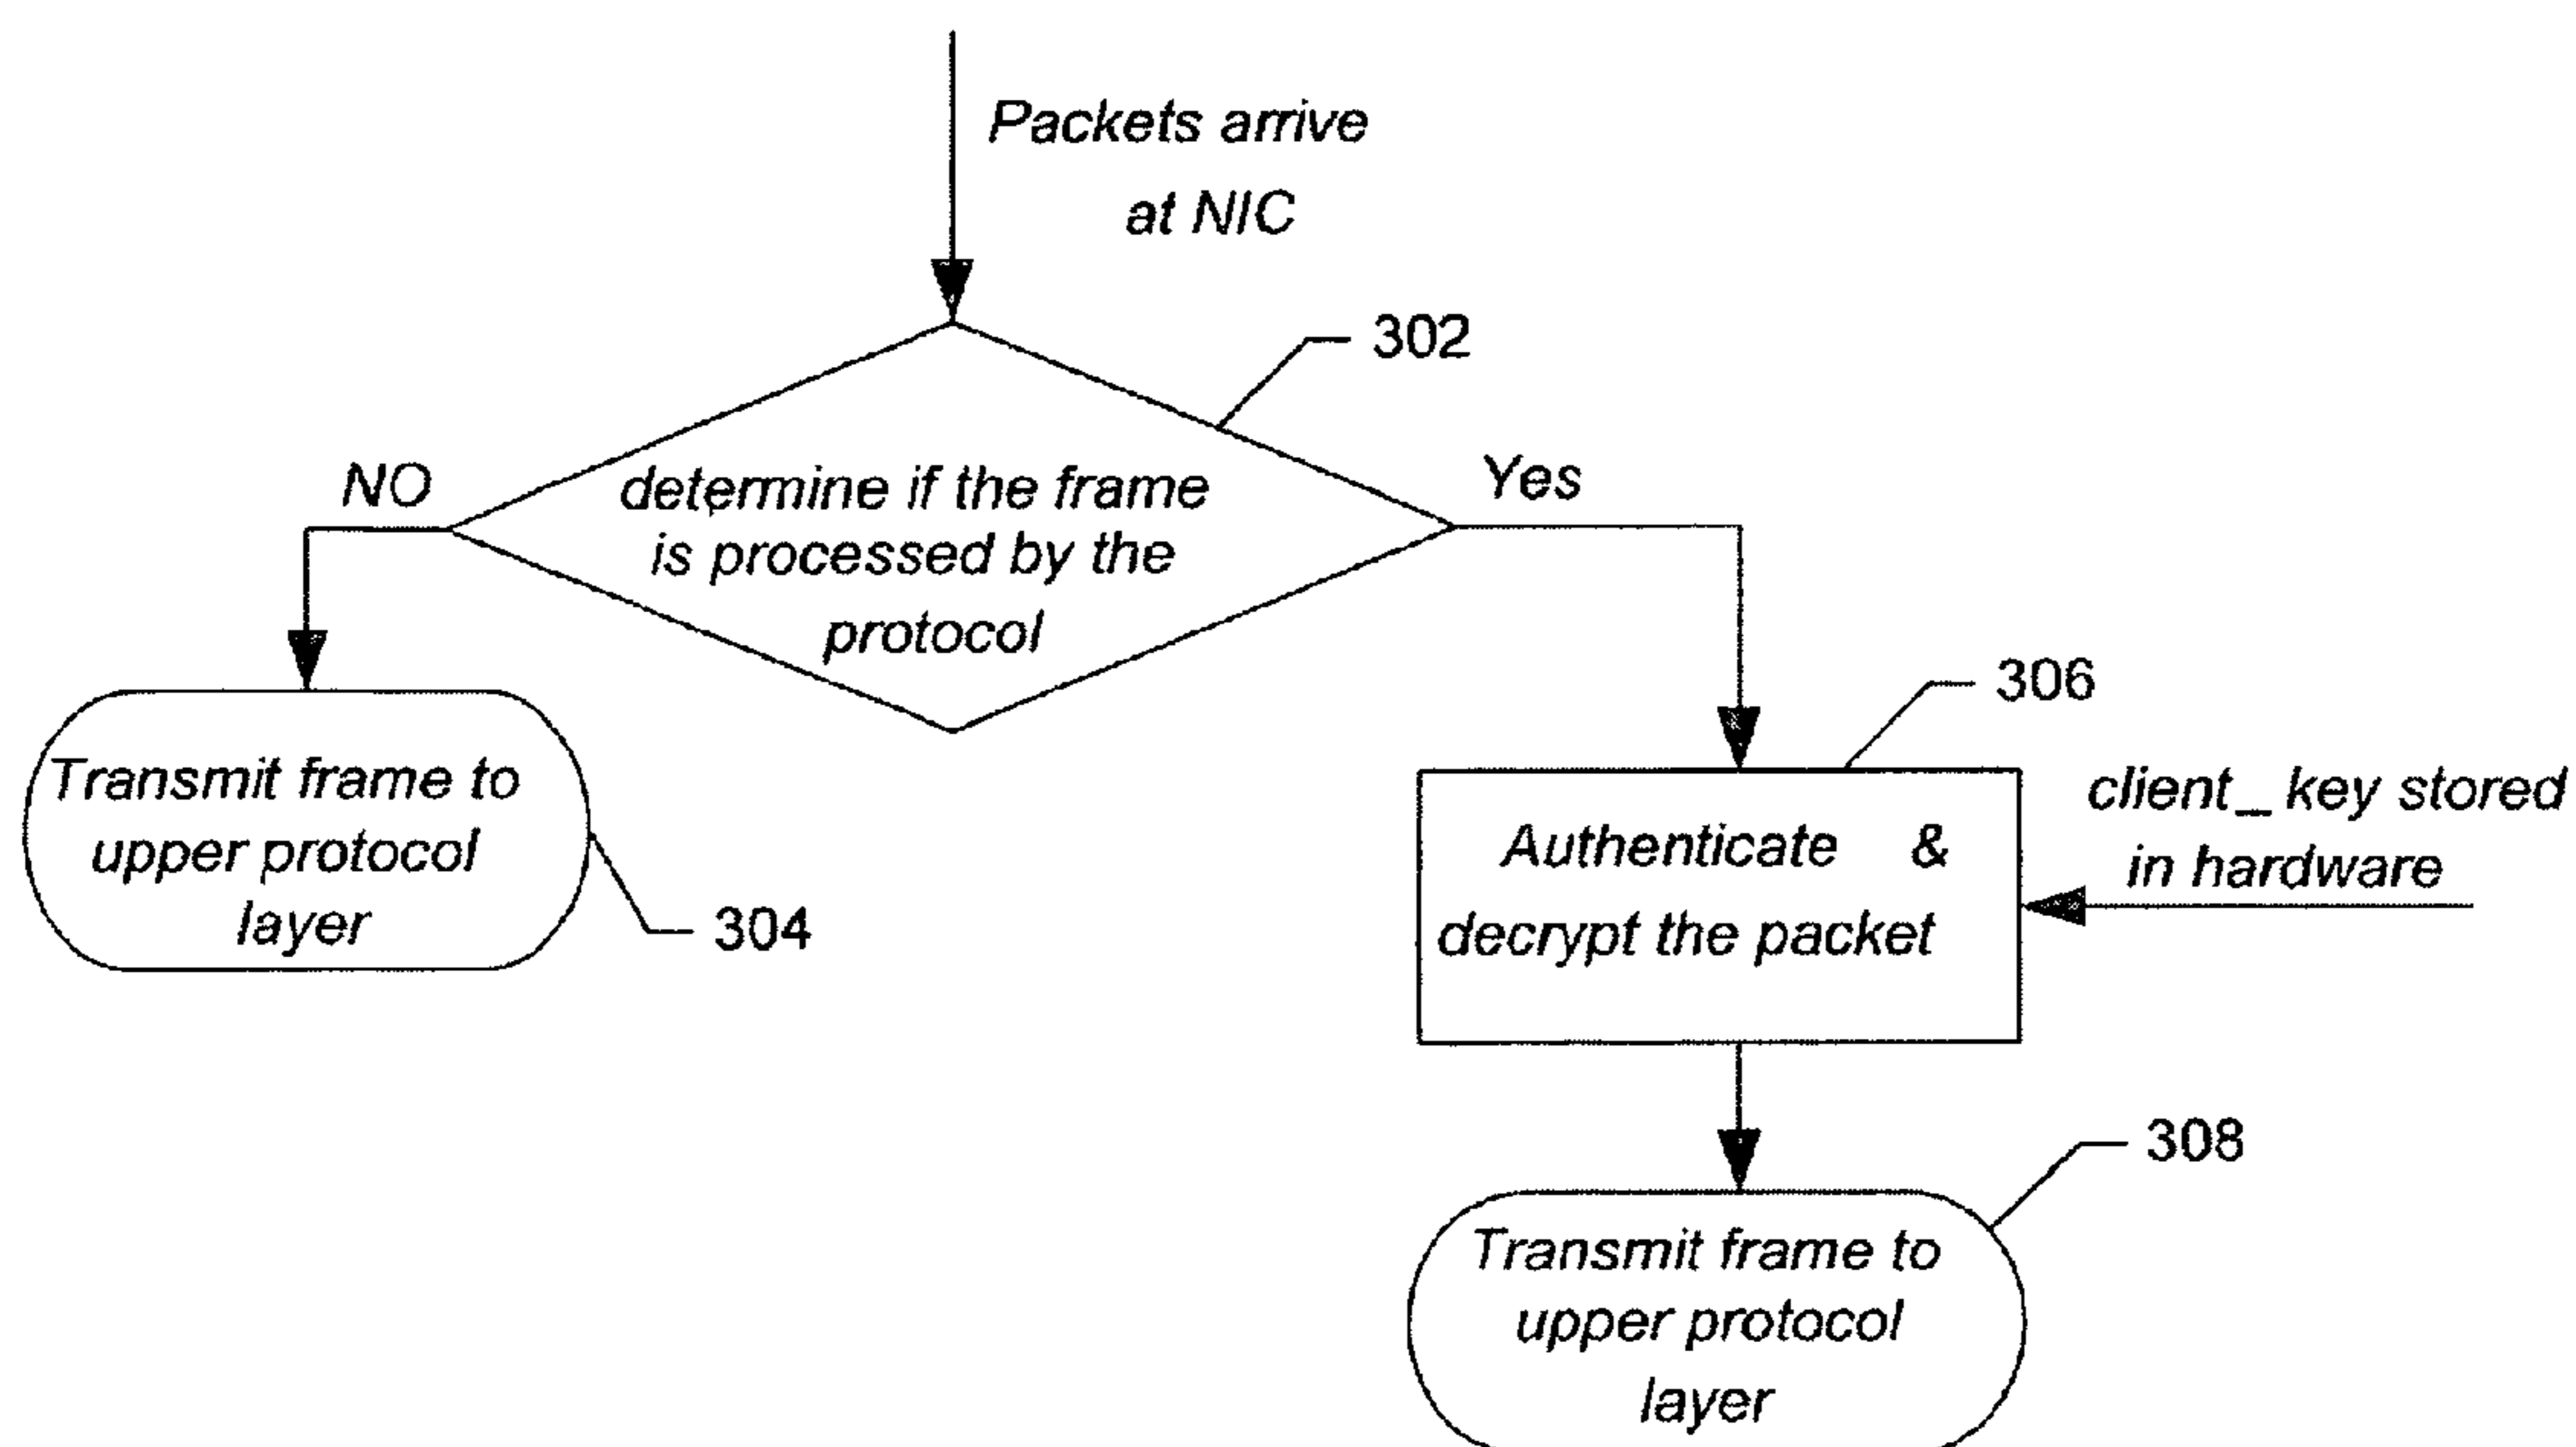 Packets arrive
at NIC
302
NO
Yes
determine if the frame
is processed by the
protocol
306
Transmit frame to
upper protocol
layer
304
client_key stored
in hardware
Authenticate &
decrypt the packet
308
Transmit frame to
upper protocol
layer